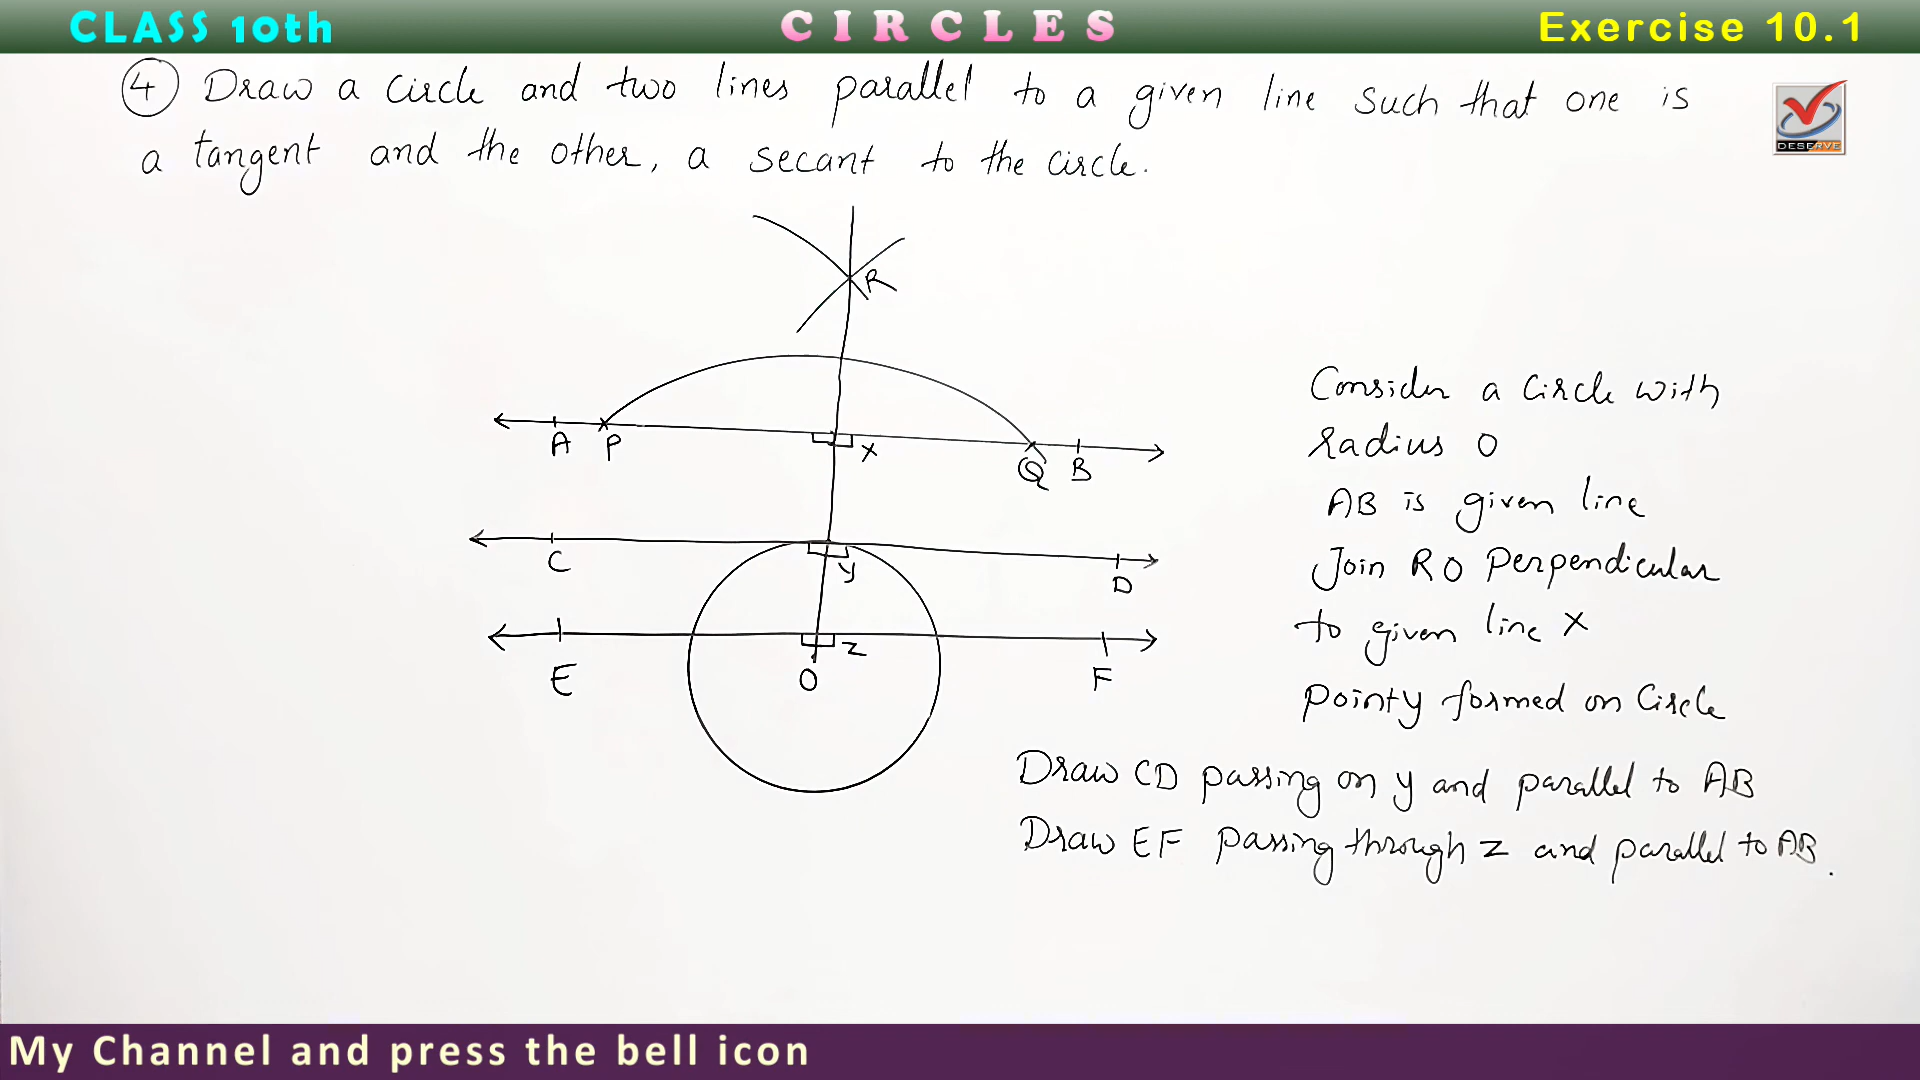 CLASS 10th
CIRCLES
Exercise 10.1
4 Draw a circle and two lines parallel to a given line such that one is
a tangent and the other, a secant to the circle.
DESERVE
R
A P X Q B
C Y D
E Z O F
Consider a circle with
radius O
AB is given line
Join RO Perpendicular
to given line X
Point y formed on Circle
Draw CD passing on y and parallel to AB
Draw EF passing through z and parallel to AB.
My Channel and press the bell icon